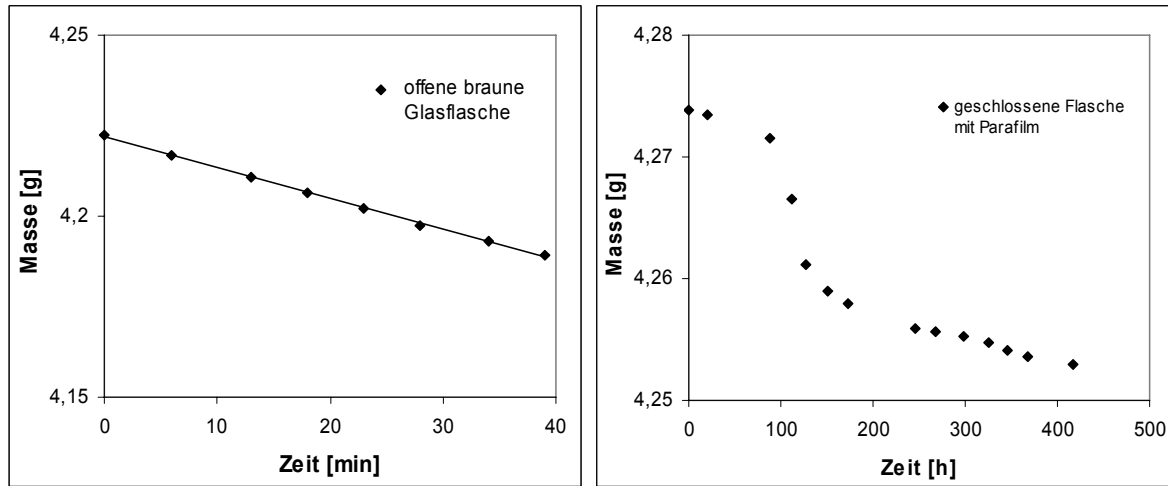 4,25
4,2
4,15
Masse [g]
0
10
20
30
40
Zeit [min]
offene braune
Glasflasche
4,28
4,27
4,26
4,25
Masse [g]
0
100
200
300
400
500
Zeit [h]
geschlossene Flasche
mit Parafilm